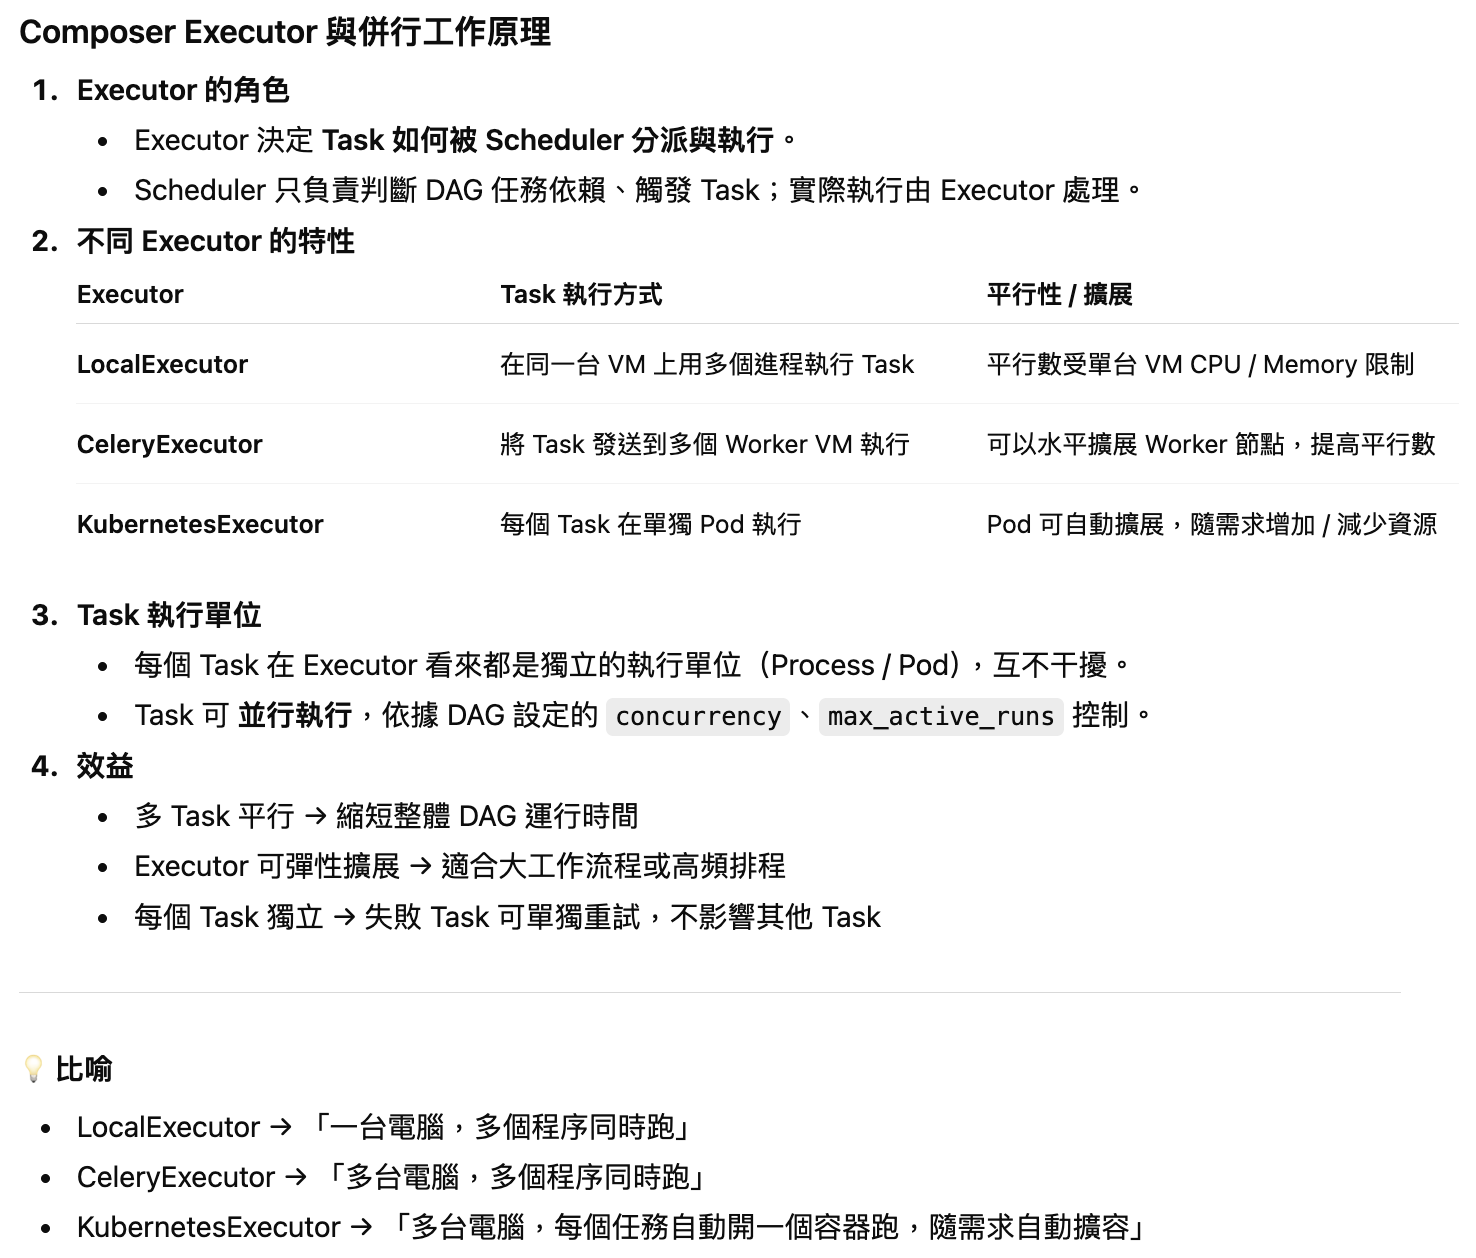 Composer Executor 與併行工作原理
1. Executor 的角色
• Executor 決定 Task 如何被 Scheduler 分派與執行。
• Scheduler 只負責判斷 DAG 任務依賴、觸發 Task；實際執行由 Executor 處理。
2. 不同 Executor 的特性
Executor Task 執行方式 平行性 / 擴展
LocalExecutor 在同一台 VM 上用多個進程執行 Task 平行數受單台 VM CPU / Memory 限制
CeleryExecutor 將 Task 發送到多個 Worker VM 執行 可以水平擴展 Worker 節點，提高平行數
KubernetesExecutor 每個 Task 在單獨 Pod 執行 Pod 可自動擴展，隨需求增加 / 減少資源
3. Task 執行單位
• 每個 Task 在 Executor 看來都是獨立的執行單位（Process / Pod），互不干擾。
• Task 可 並行執行，依據 DAG 設定的 concurrency、max_active_runs 控制。
4. 效益
• 多 Task 平行 → 縮短整體 DAG 運行時間
• Executor 可彈性擴展 → 適合大工作流程或高頻排程
• 每個 Task 獨立 → 失敗 Task 可單獨重試，不影響其他 Task
💡 比喻
• LocalExecutor → 「一台電腦，多個程序同時跑」
• CeleryExecutor → 「多台電腦，多個程序同時跑」
• KubernetesExecutor → 「多台電腦，每個任務自動開一個容器跑，隨需求自動擴容」